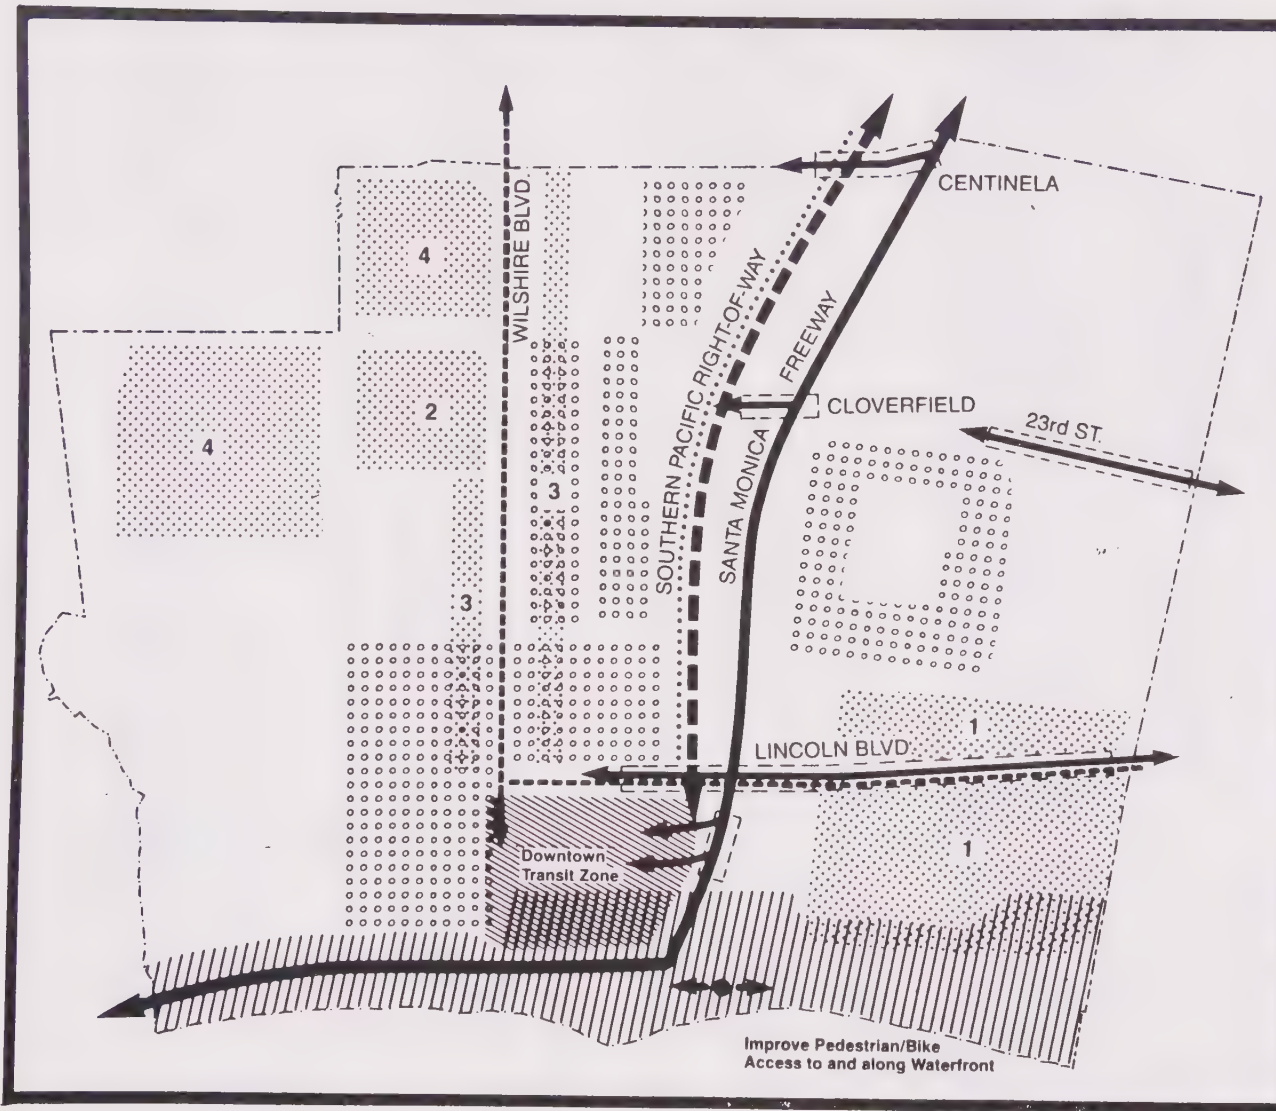 CENTINELA
WILSHIRE BLVD.
4
SOUTHERN PACIFIC RIGHT-OF-WAY
FREEWAY
2
CLOVERFIELD
23rd ST.
4
SANTA MONICA
3
3
1
LINCOLN BLVD.
1
Downtown
Transit Zone
Improve Pedestrian/Bike
Access to and along Waterfront